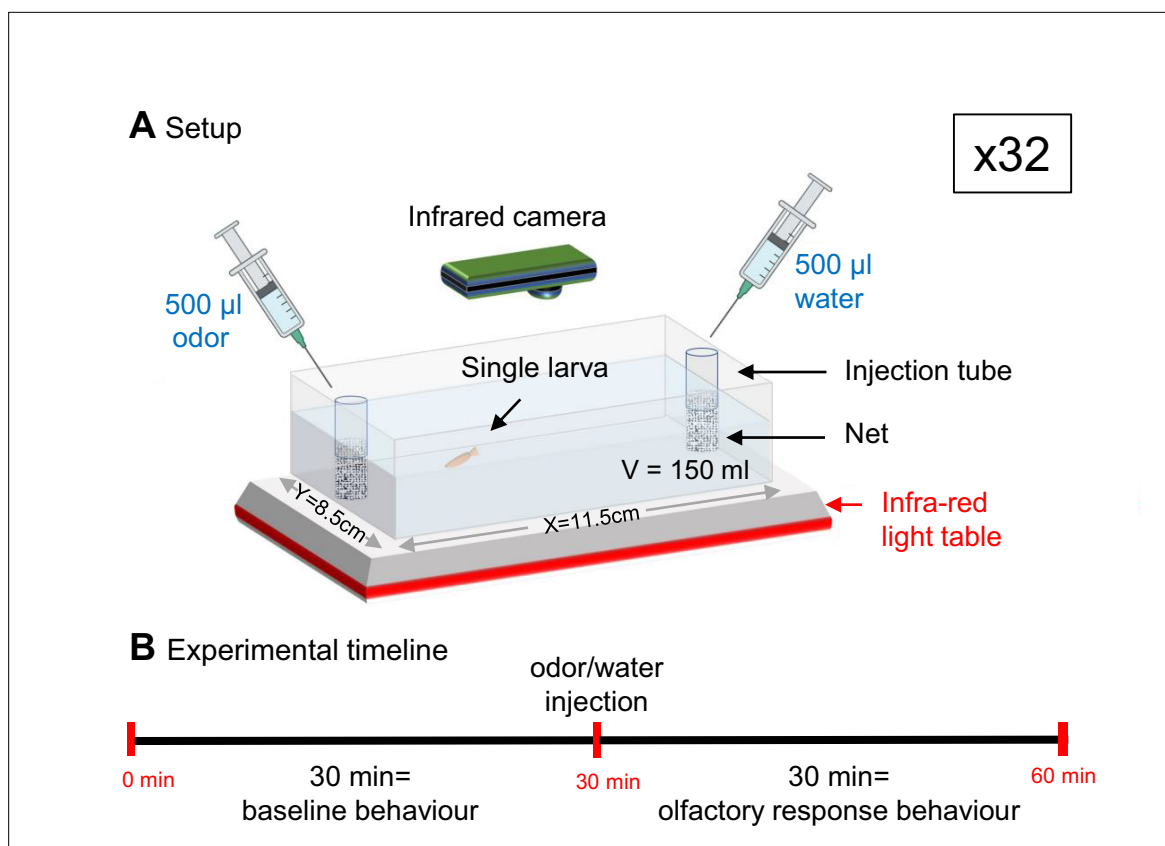 A Setup
x32
Infrared camera
500 µl
odor
500 µl
water
Single larva
Injection tube
Net
V = 150 ml
Y=8.5cm
X=11.5cm
Infra-red
light table
B Experimental timeline
odor/water
injection
0 min
30 min=
baseline behaviour
30 min
30 min=
olfactory response behaviour
60 min